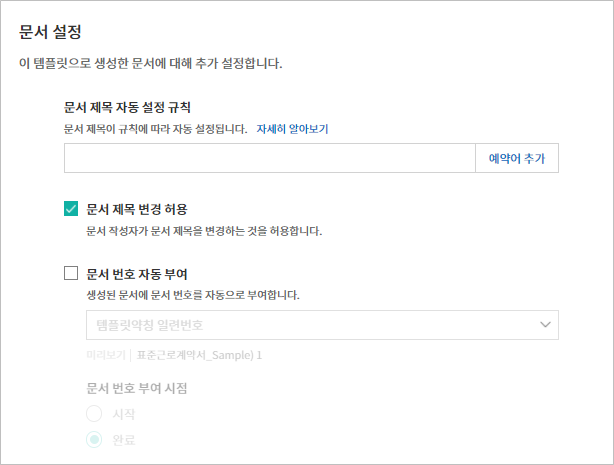 문서 설정
이 템플릿으로 생성한 문서에 대해 추가 설정합니다.
문서 제목 자동 설정 규칙
문서 제목이 규칙에 따라 자동 설정됩니다. 자세히 알아보기
예약어 추가
문서 제목 변경 허용
문서 작성자가 문서 제목을 변경하는 것을 허용합니다.
문서 번호 자동 부여
생성된 문서에 문서 번호를 자동으로 부여합니다.
템플릿약칭 일련번호
미리보기 | 표준근로계약서_Sample) 1
문서 번호 부여 시점
시작
완료